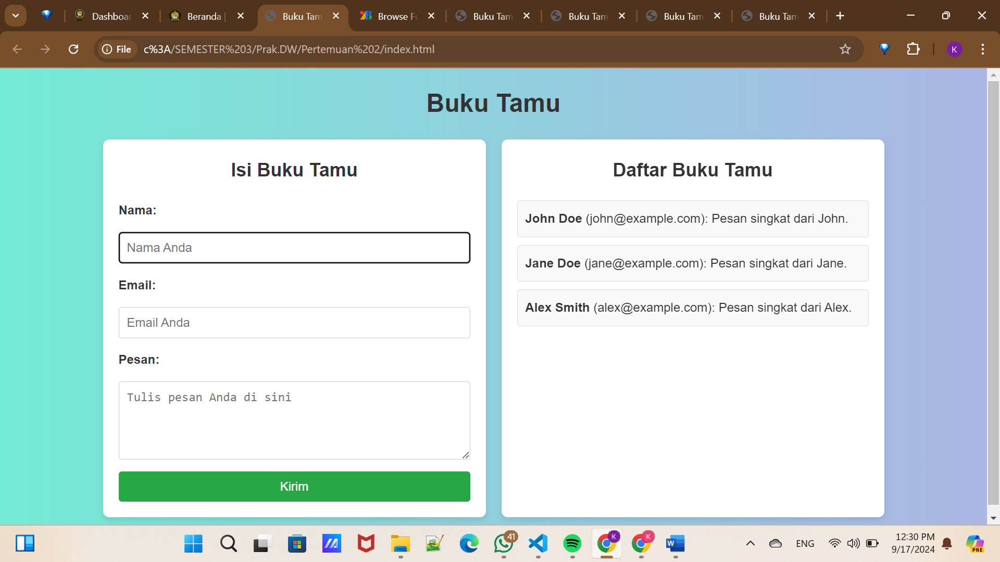 Dashboar
Beranda |
Buku Tam
Browse Fo
Buku Tam
Buku Tam
Buku Tam
Buku Tam
File
c%3A/SEMESTER%203/Prak.DW/Pertemuan%202/index.html
K
Buku Tamu
Isi Buku Tamu
Nama:
Nama Anda
Email:
Email Anda
Pesan:
Tulis pesan Anda di sini
Kirim
Daftar Buku Tamu
John Doe (john@example.com): Pesan singkat dari John.
Jane Doe (jane@example.com): Pesan singkat dari Jane.
Alex Smith (alex@example.com): Pesan singkat dari Alex.
41
K
K
W
ENG
12:30 PM
9/17/2024
PRE